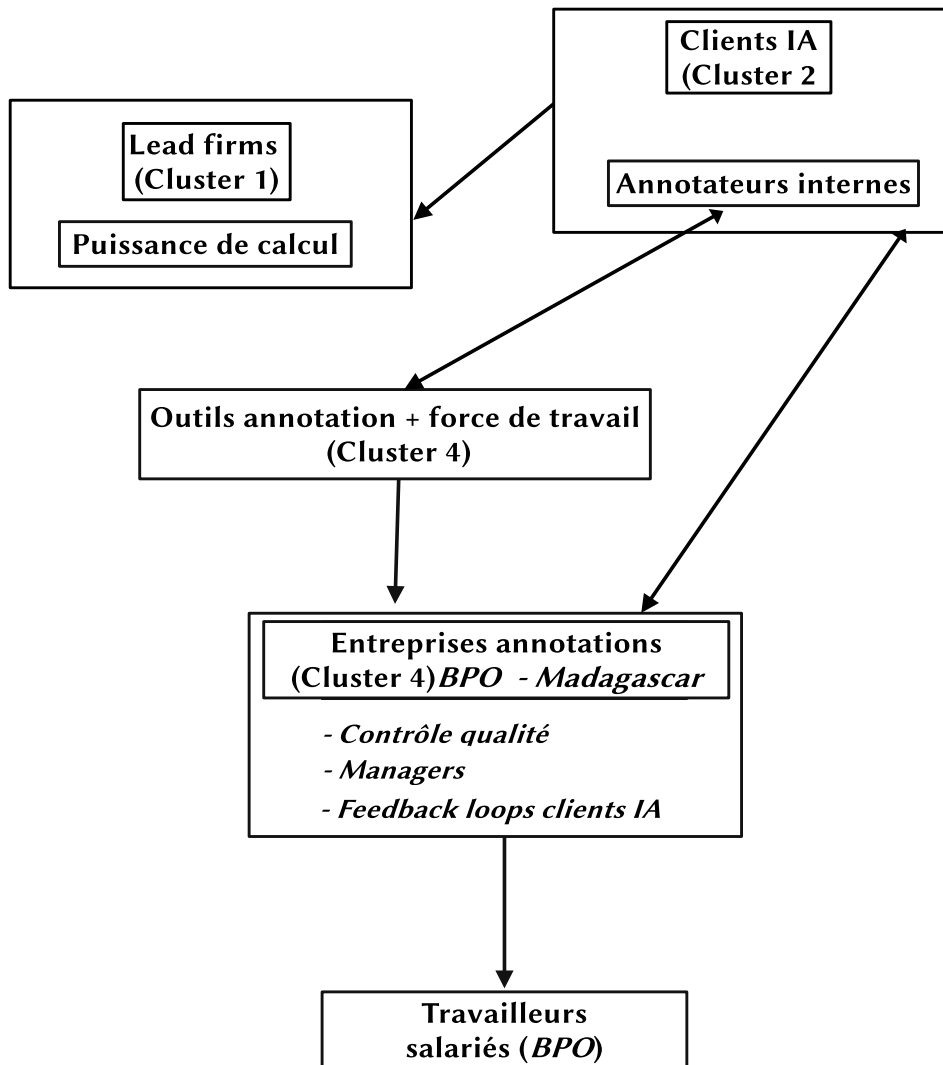 Clients IA
(Cluster 2
Lead firms
(Cluster 1)
Annotateurs internes
Puissance de calcul
Outils annotation + force de travail
(Cluster 4)
Entreprises annotations
(Cluster 4)BPO - Madagascar
- Contrôle qualité
- Managers
- Feedback loops clients IA
Travailleurs
salariés (BPO)